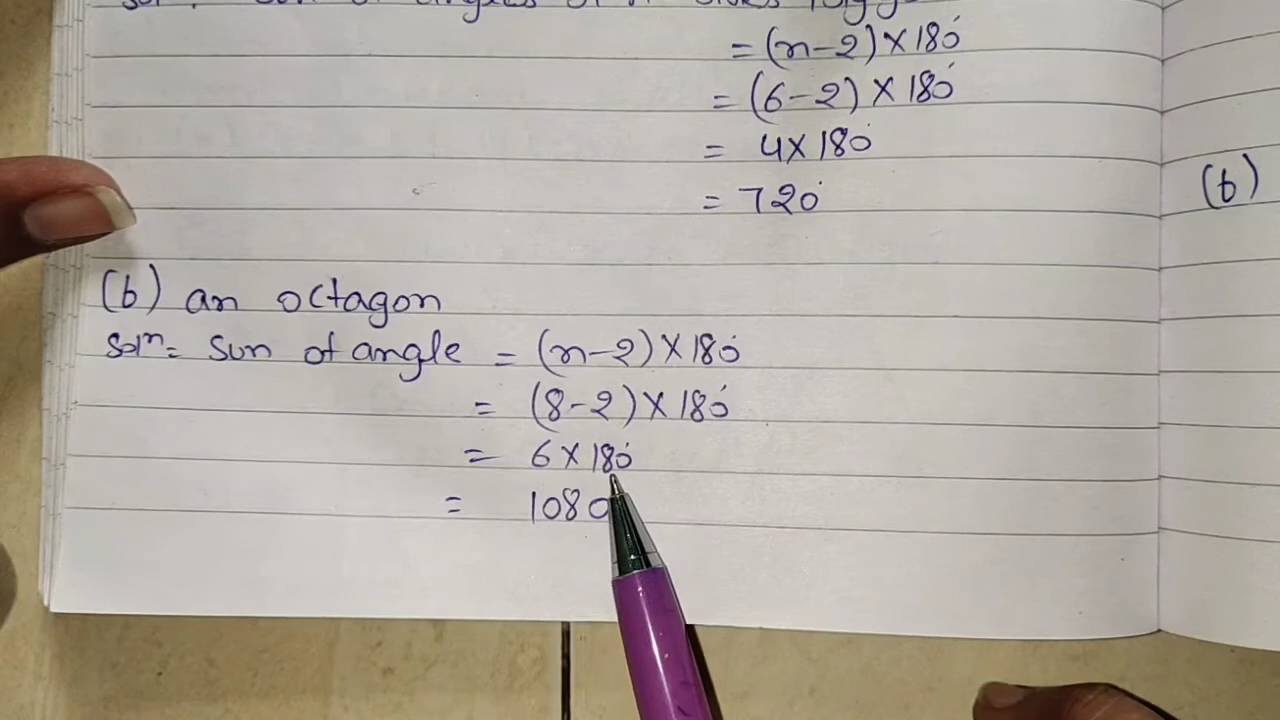 = (n-2) × 180°
= (6-2) × 180°
= 4 × 180°
= 720°
(b) an octagon
Solⁿ = Sun of angle = (n-2) × 180°
= (8-2) × 180°
= 6 × 180°
= 1080
(b)